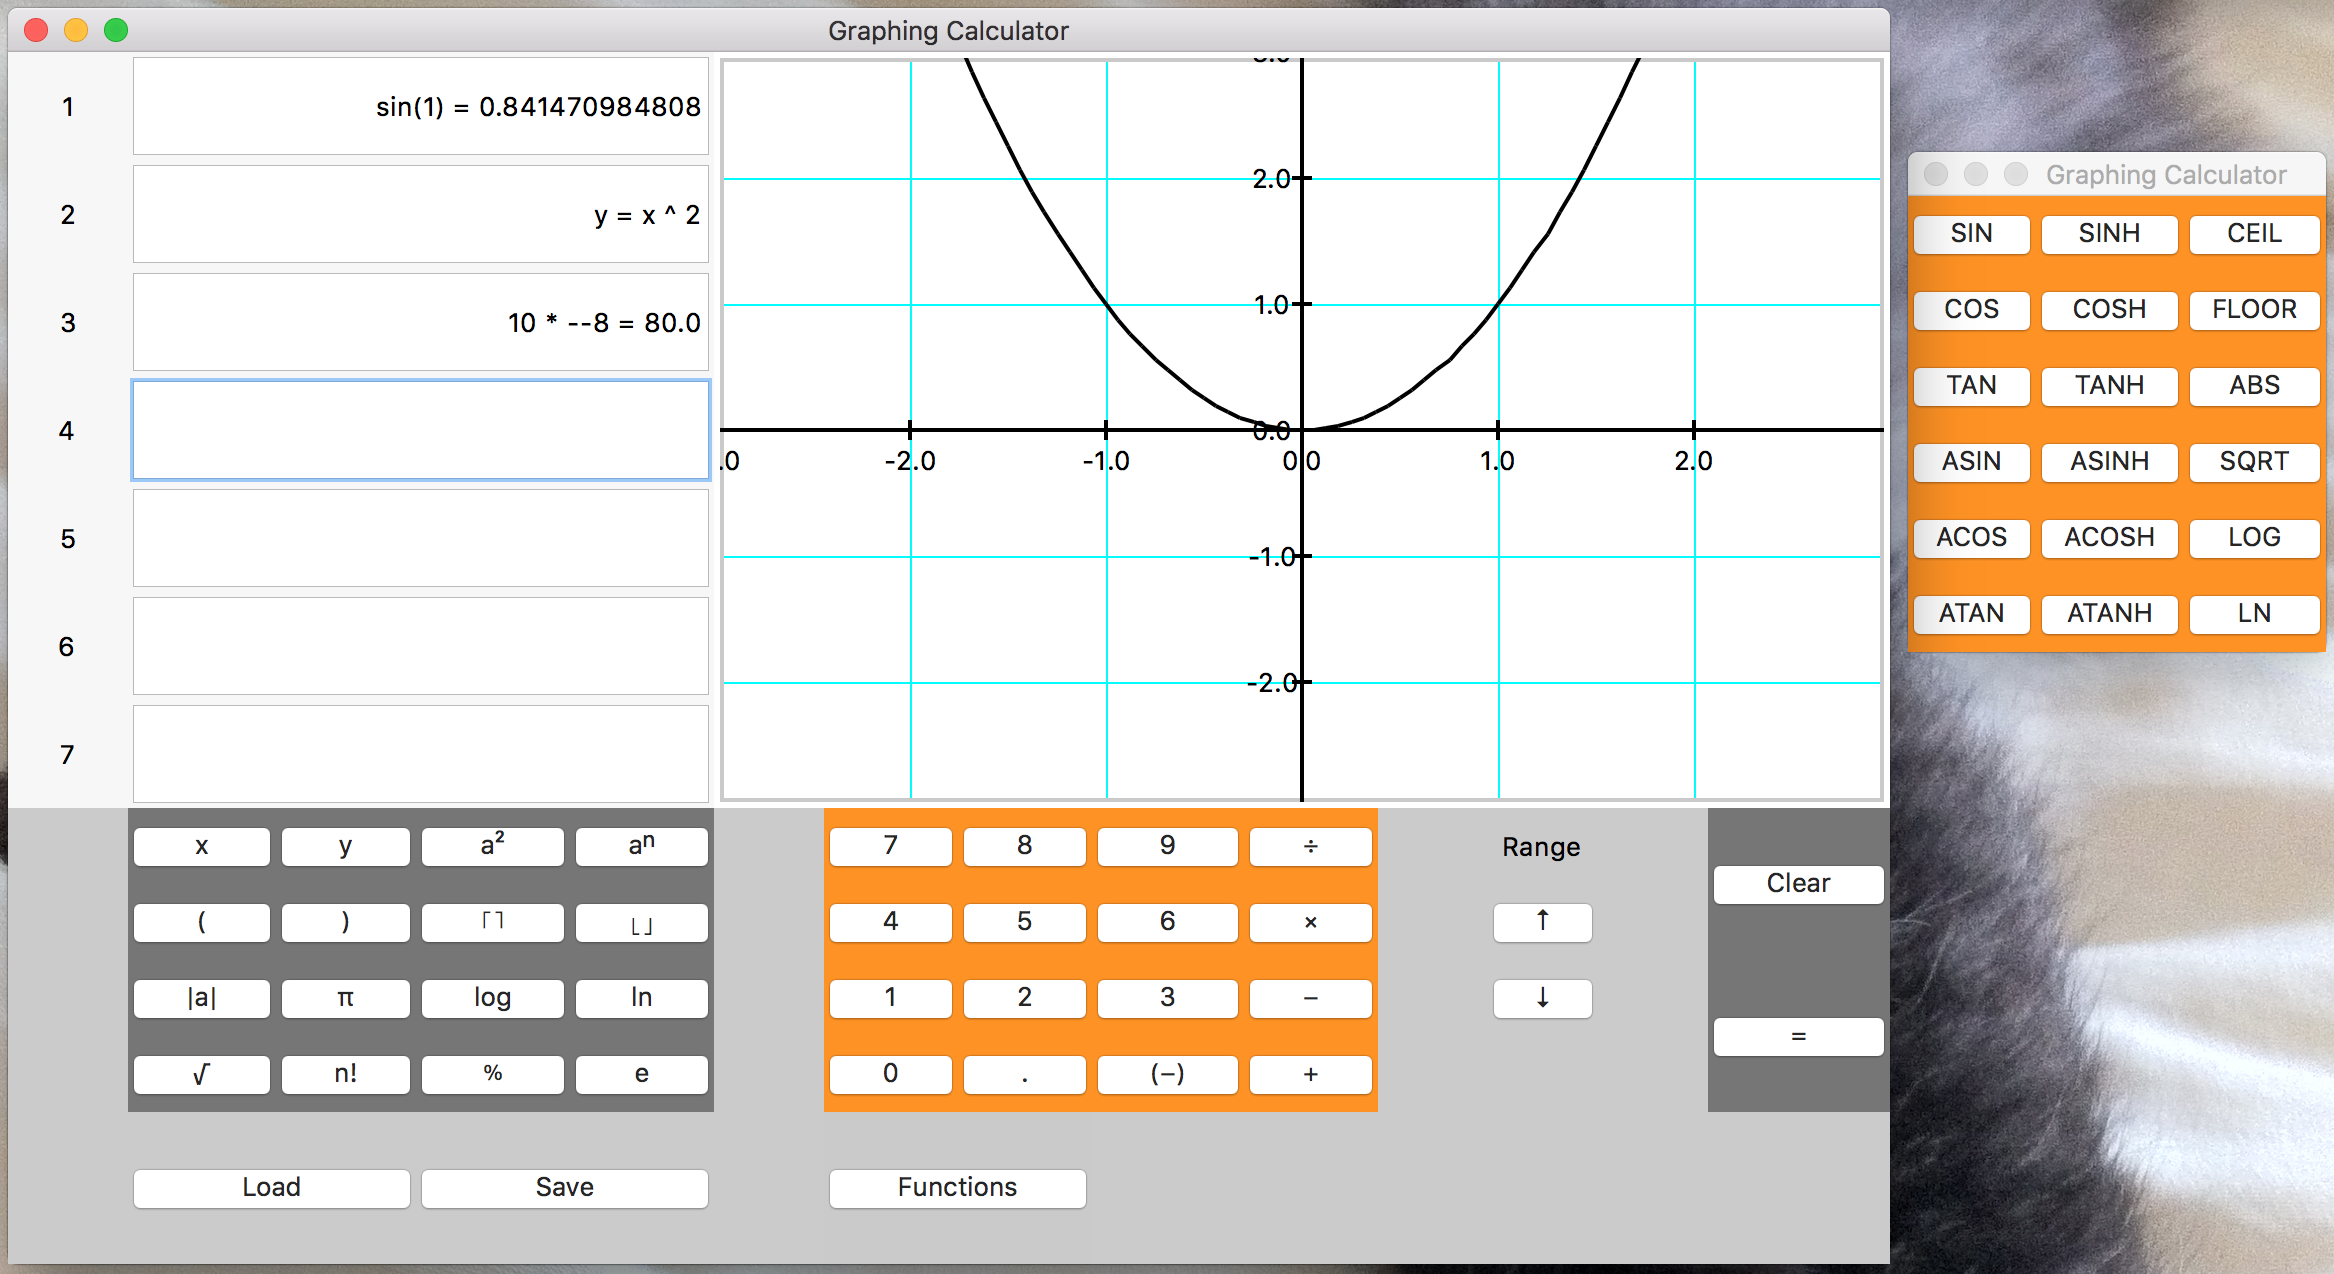 Graphing Calculator
1
sin(1) = 0.841470984808
2
y = x ^ 2
3
10 * --8 = 80.0
4
5
6
7
2.0
1.0
0.0
-2.0
-1.0
0.0
1.0
2.0
-1.0
-2.0
x y a² aⁿ
( ) ⌈⌉ ⌊⌋
|a| π log ln
√ n! % e
7 8 9 ÷
4 5 6 ×
1 2 3 −
0 . (−) +
Range
↑
↓
Clear
=
Load Save Functions
Graphing Calculator
SIN SINH CEIL
COS COSH FLOOR
TAN TANH ABS
ASIN ASINH SQRT
ACOS ACOSH LOG
ATAN ATANH LN